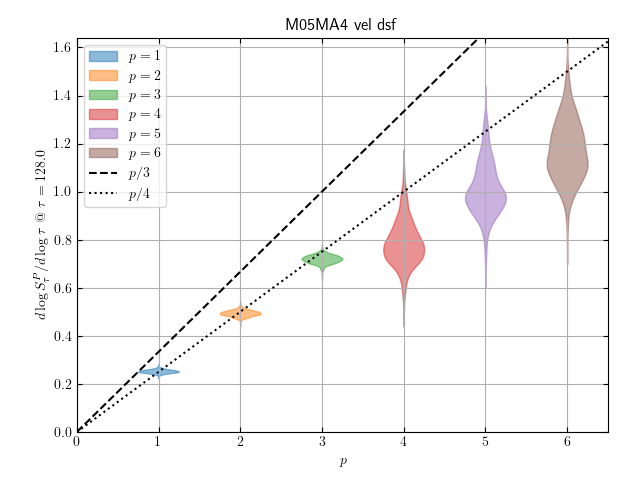 M05MA4 vel dsf
d log S_τ^P / d log τ @ τ = 128.0
1.6
1.4
1.2
1.0
0.8
0.6
0.4
0.2
0.0
p = 1
p = 2
p = 3
p = 4
p = 5
p = 6
p/3
p/4
0 1 2 3 4 5 6
p